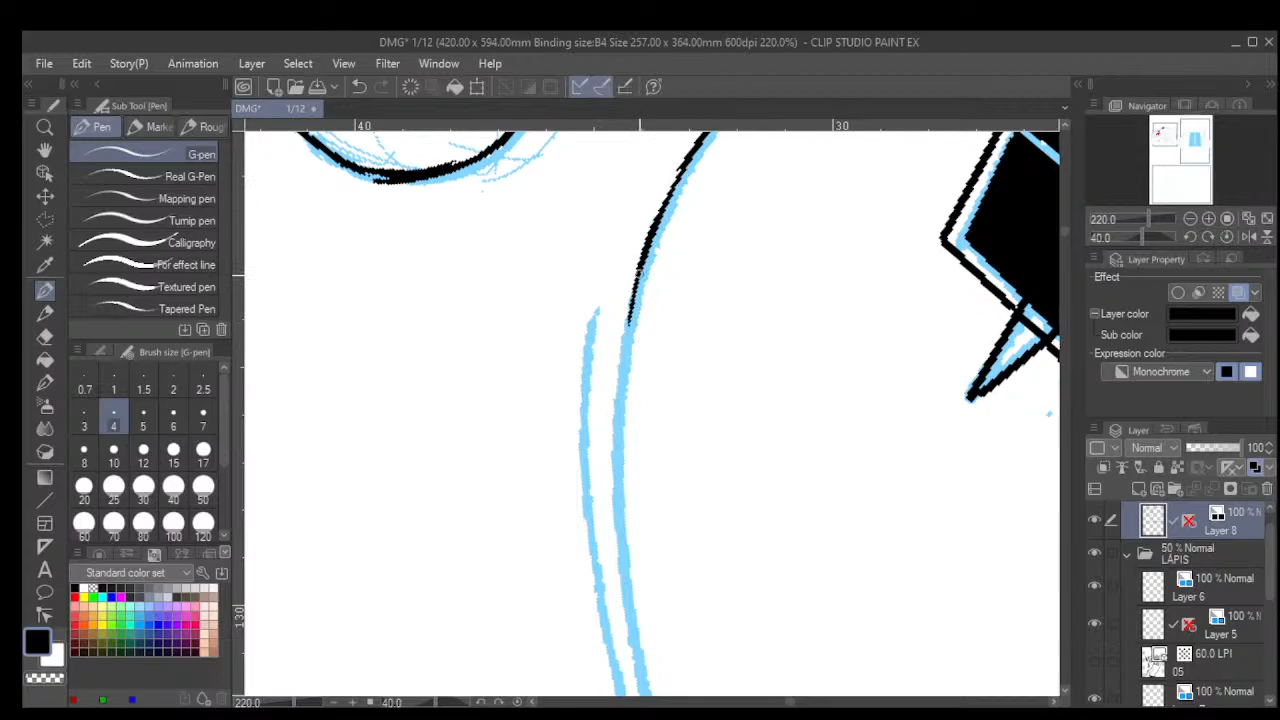 DMG* 1/12 (420.00 x 594.00mm Binding size:B4 Size 257.00 x 364.00mm 600dpi 220.0%) - CLIP STUDIO PAINT EX
File Edit Story(P) Animation Layer Select View Filter Window Help
Sub Tool [Pen]
DMG* 1/12
Navigator
Pen Marke Roug
40 30
G-pen
Real G-Pen
Mapping pen
Turnip pen
Calligraphy
For effect line
Textured pen
Tapered Pen
220.0
40.0
Layer Property
Effect
Layer color
Sub color
Expression color
Monochrome
Brush size [G-pen]
0.7 1 1.5 2 2.5
3 4 5 6 7
8 10 12 15 17
20 25 30 40 50
60 70 80 100 120
Layer
Normal 100
100 % N
Layer 8
50 % Normal
LÁPIS
100 % Normal
Layer 6
100 % N
Layer 5
60.0 LPI
05
100 % Normal
Standard color set
130
220.0 40.0